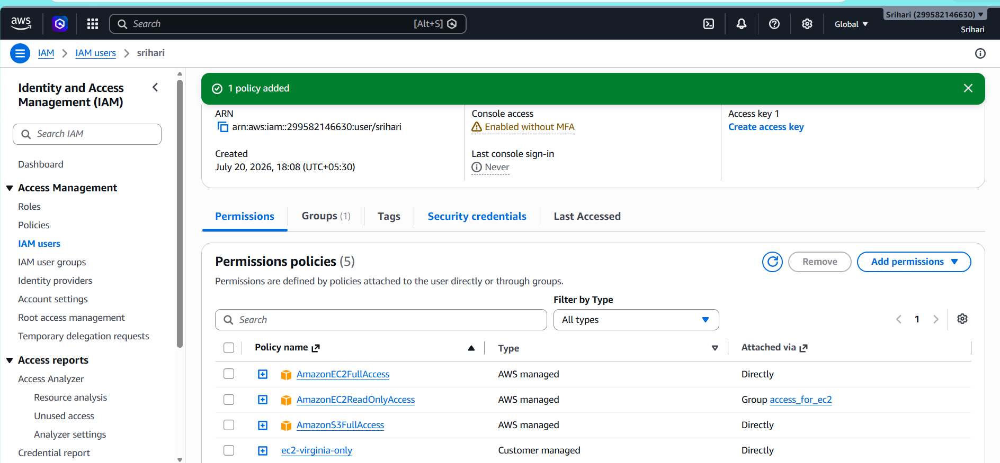 aws
Search
[Alt+S]
Global
Srihari (299582146630)
Srihari
IAM
IAM users
srihari
Identity and Access
Management (IAM)
Search IAM
Dashboard
Access Management
Roles
Policies
IAM users
IAM user groups
Identity providers
Account settings
Root access management
Temporary delegation requests
Access reports
Access Analyzer
Resource analysis
Unused access
Analyzer settings
Credential report
1 policy added
ARN
arn:aws:iam::299582146630:user/srihari
Created
July 20, 2026, 18:08 (UTC+05:30)
Console access
Enabled without MFA
Last console sign-in
Never
Access key 1
Create access key
Permissions
Groups (1)
Tags
Security credentials
Last Accessed
Permissions policies (5)
Remove
Add permissions
Permissions are defined by policies attached to the user directly or through groups.
Filter by Type
Search
All types
1
Policy name
Type
Attached via
AmazonEC2FullAccess
AWS managed
Directly
AmazonEC2ReadOnlyAccess
AWS managed
Group access_for_ec2
AmazonS3FullAccess
AWS managed
Directly
ec2-virginia-only
Customer managed
Directly